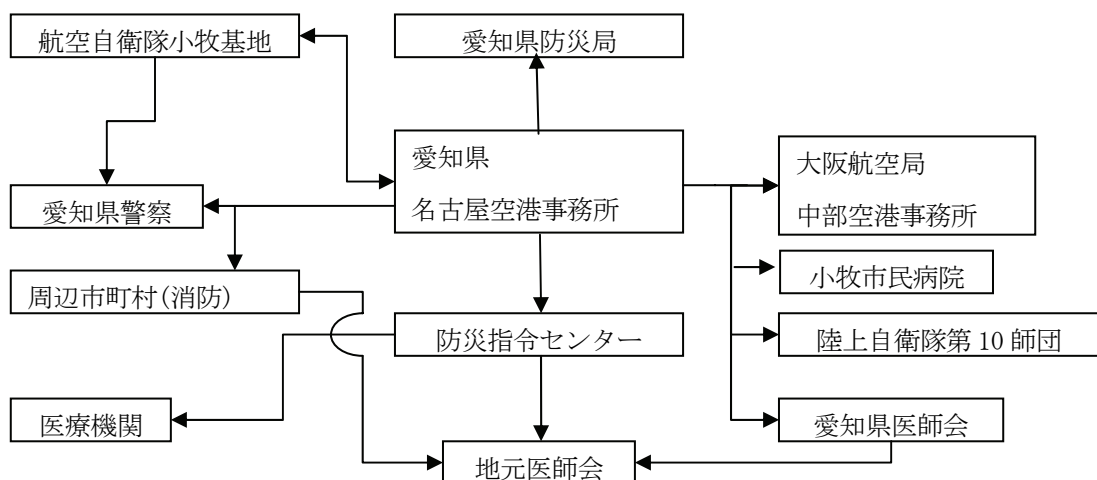 航空自衛隊小牧基地
愛知県防災局
愛知県
名古屋空港事務所
大阪航空局
中部空港事務所
愛知県警察
小牧市民病院
周辺市町村(消防)
防災指令センター
陸上自衛隊第10師団
医療機関
愛知県医師会
地元医師会